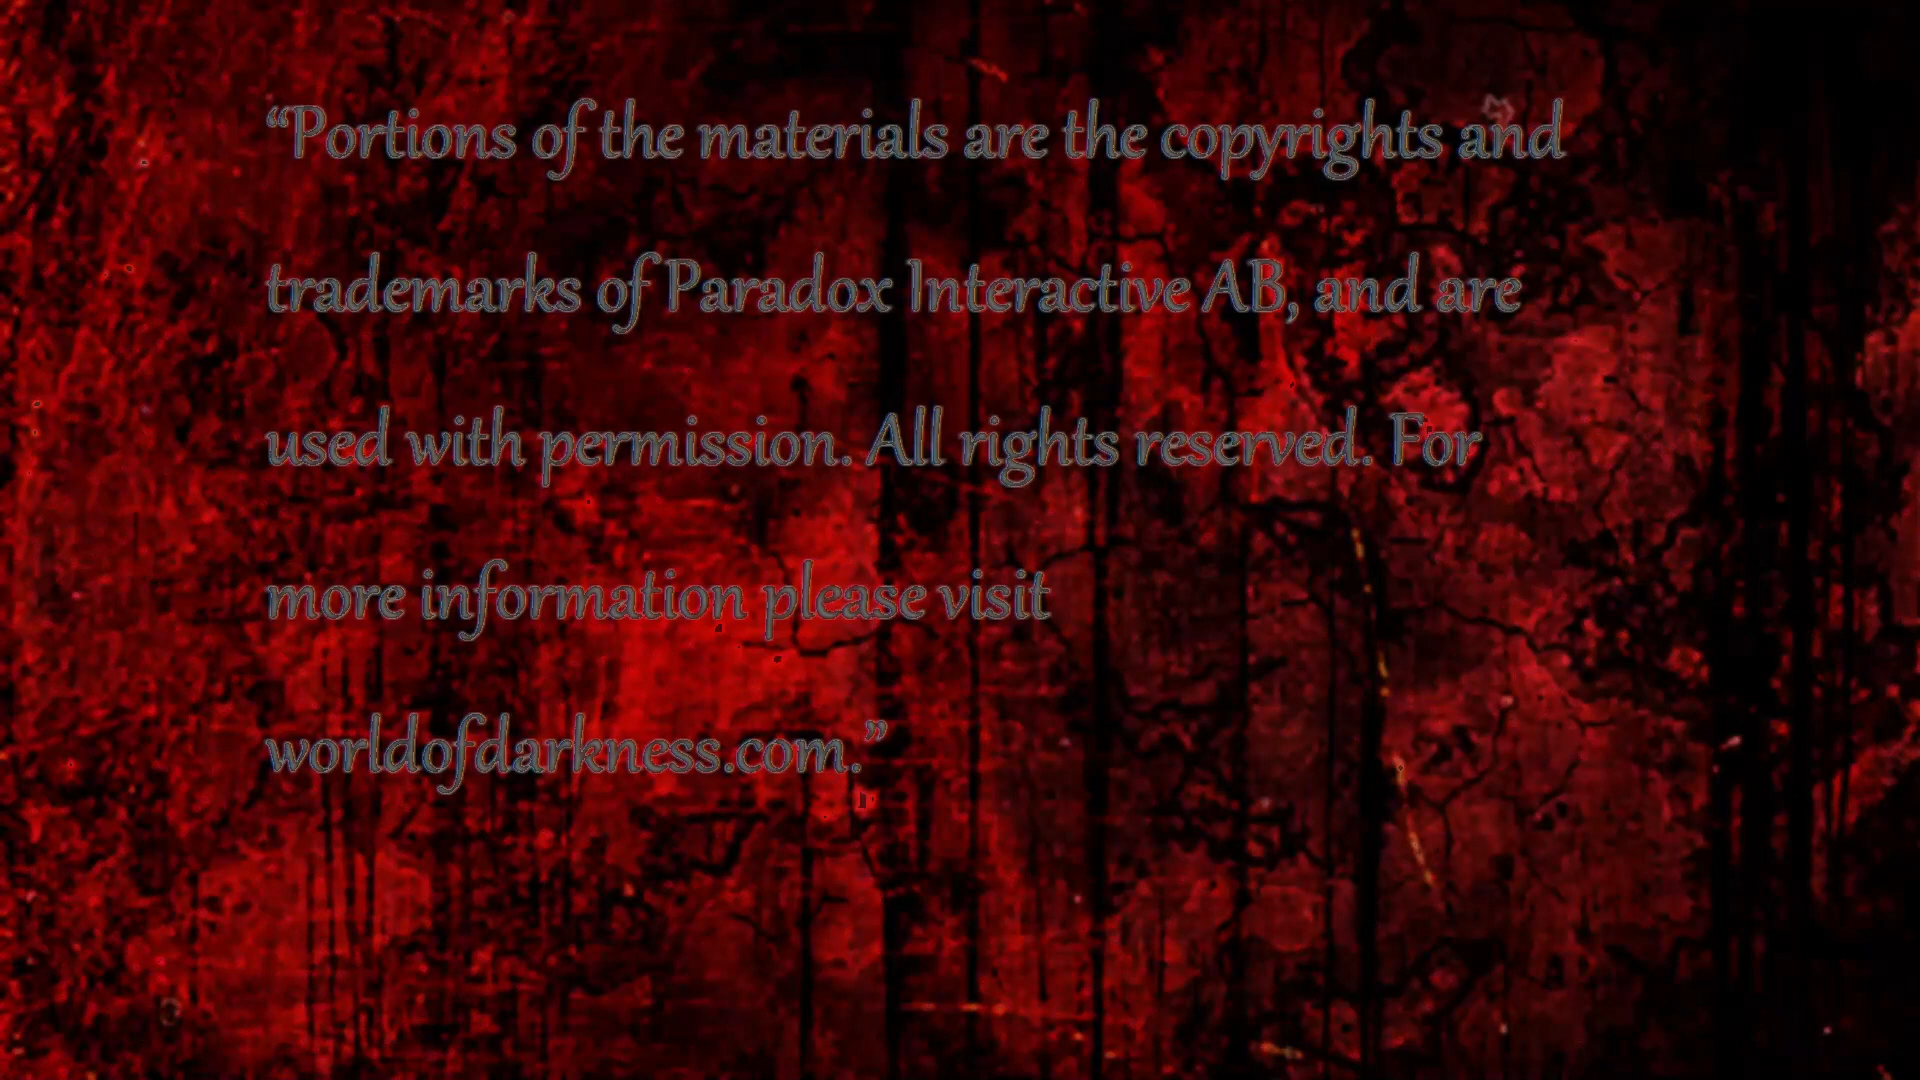 “Portions of the materials are the copyrights and
trademarks of Paradox Interactive AB, and are
used with permission. All rights reserved. For
more information please visit
worldofdarkness.com.”